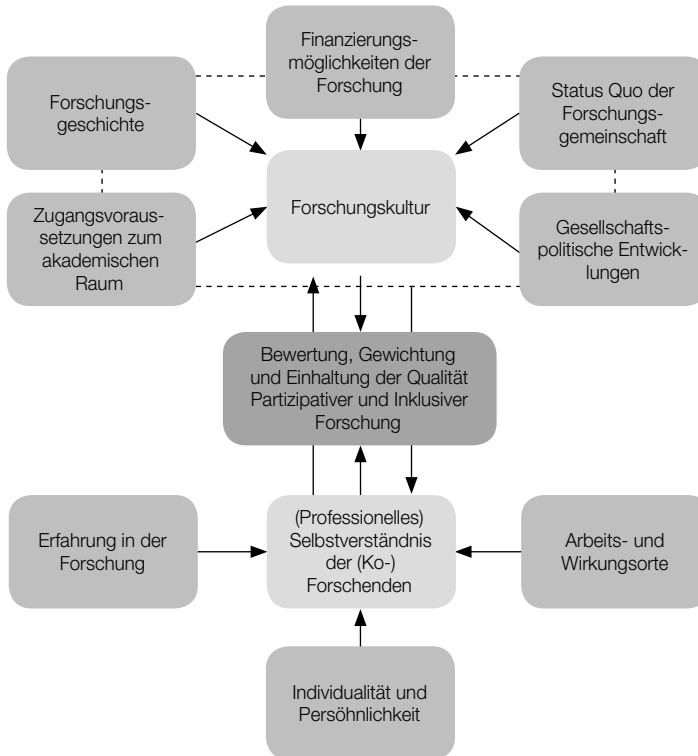 Finanzierungs-
möglichkeiten der
Forschung
Forschungs-
geschichte
Status Quo der
Forschungs-
gemeinschaft
Forschungskultur
Zugangsvoraus-
setzungen zum
akademischen
Raum
Gesellschafts-
politische Entwick-
lungen
Bewertung, Gewichtung
und Einhaltung der Qualität
Partizipativer und Inklusiver
Forschung
(Professionelles)
Selbstverständnis
der (Ko-)
Forschenden
Erfahrung in der
Forschung
Arbeits- und
Wirkungsorte
Individualität und
Persöhnlichkeit